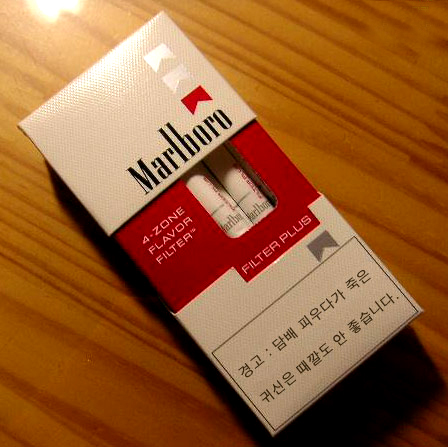 Marlboro
4-ZONE
FLAVOR
FILTER™
FILTER PLUS
경고 : 담배 피우다가 죽은
귀신은 때깔도 안 좋습니다.